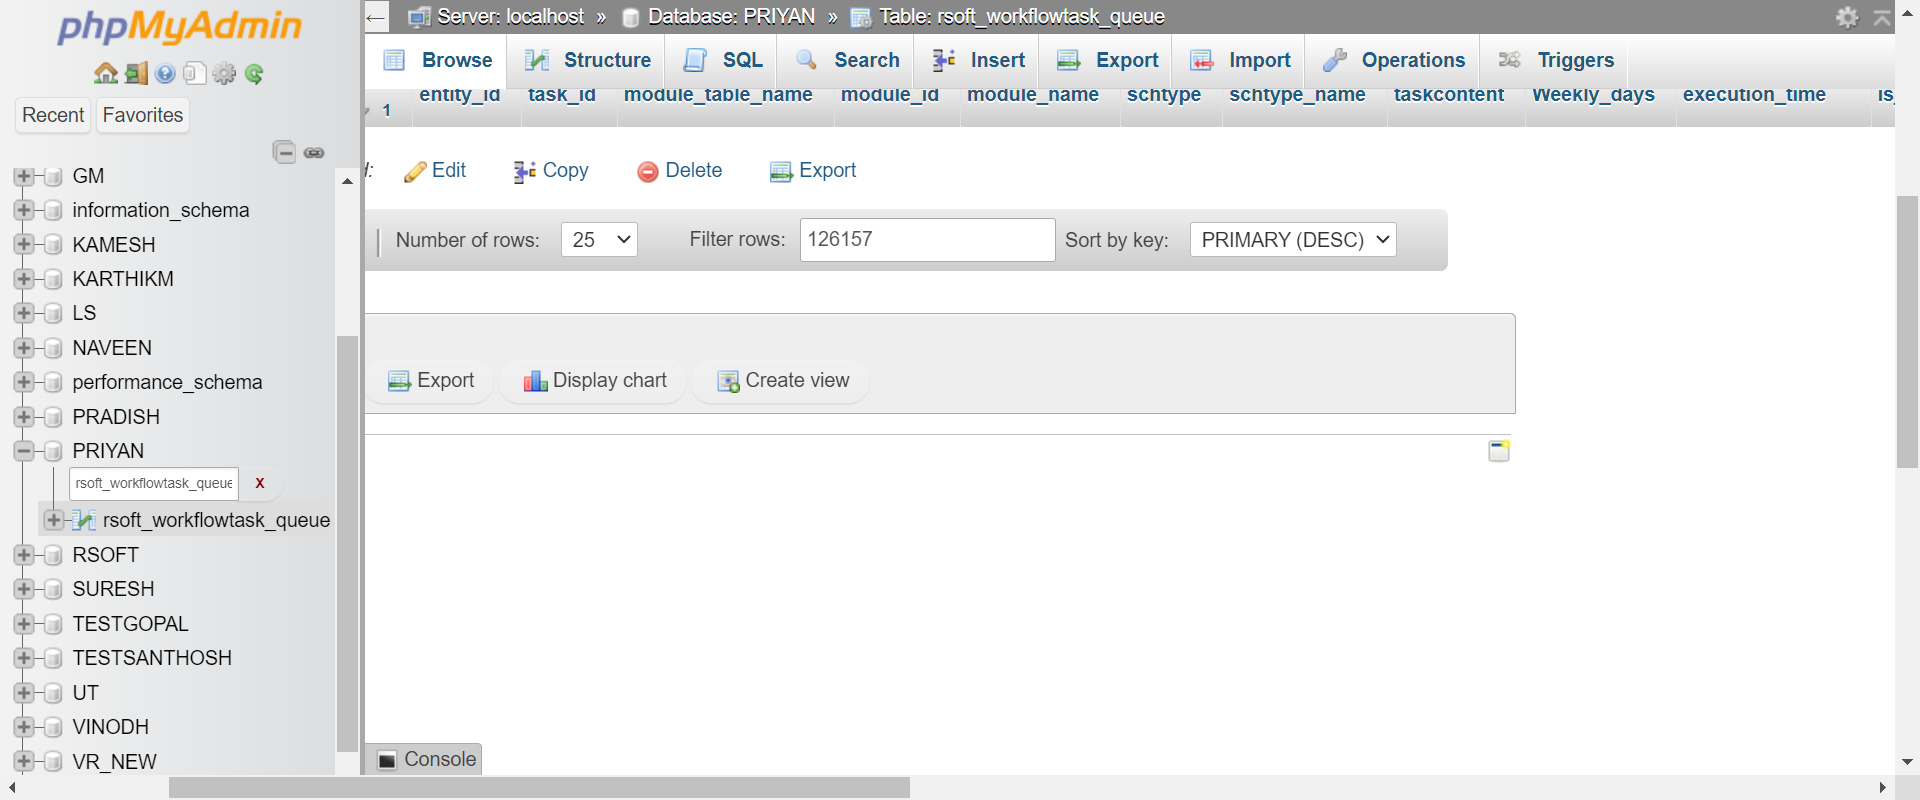 phpMyAdmin
Recent
Favorites
GM
information_schema
KAMESH
KARTHIKM
LS
NAVEEN
performance_schema
PRADISH
PRIYAN
rsoft_workflowtask_queue
X
rsoft_workflowtask_queue
RSOFT
SURESH
TESTGOPAL
TESTSANTHOSH
UT
VINODH
VR_NEW
← Server: localhost » Database: PRIYAN » Table: rsoft_workflowtask_queue
Browse Structure SQL Search Insert Export Import Operations Triggers
1 entity_id task_id module_table_name module_id module_name schtype schtype_name taskcontent Weekly_days execution_time is_
Edit Copy Delete Export
Number of rows: 25 Filter rows: 126157 Sort by key: PRIMARY (DESC)
Export Display chart Create view
Console